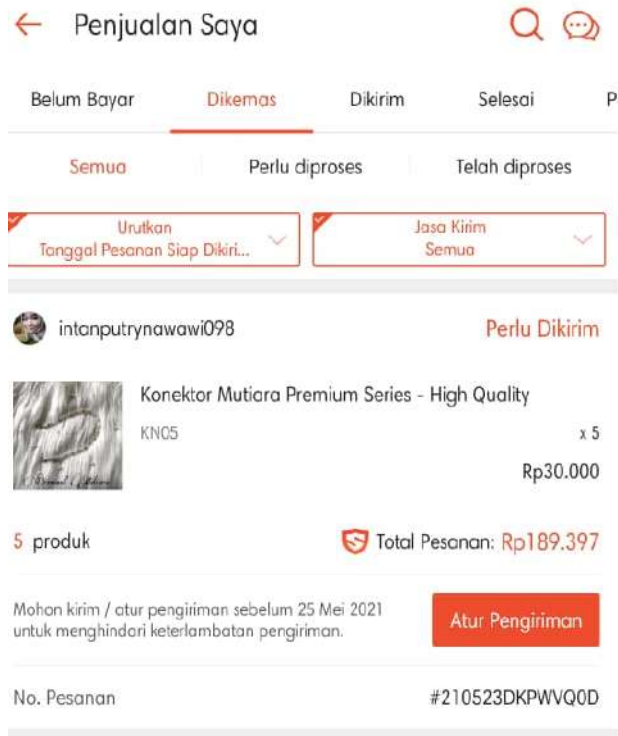 Penjualan Saya
Belum Bayar Dikemas Dikirim Selesai P
Semua Perlu diproses Telah diproses
Urutkan
Tanggal Pesanan Siap Dikiri...
Jasa Kirim
Semua
intanputrynawawi098 Perlu Dikirim
Konektor Mutiara Premium Series - High Quality
KN05 x 5
Rp30.000
5 produk Total Pesanan: Rp189.397
Mohon kirim / atur pengiriman sebelum 25 Mei 2021
untuk menghindari keterlambatan pengiriman.
Atur Pengiriman
No. Pesanan #210523DKPWVQ0D